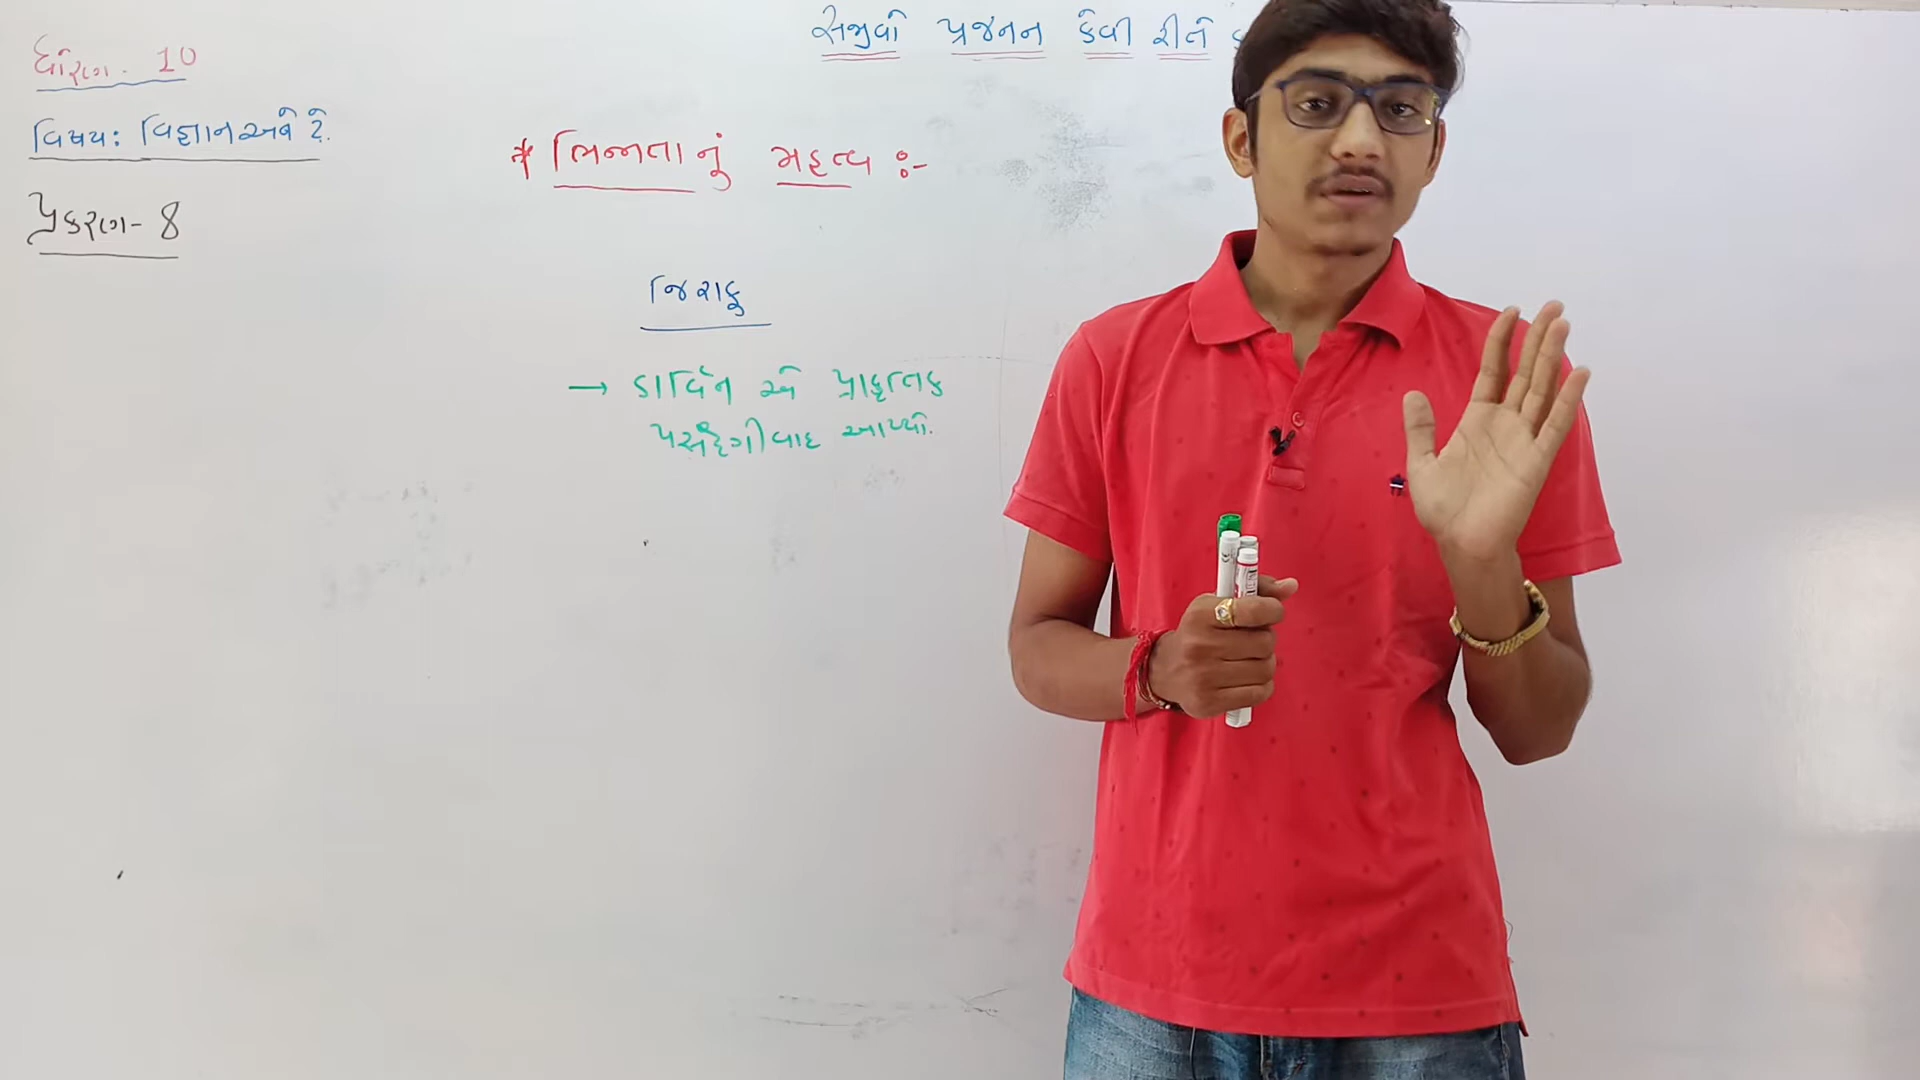 સજીવો પ્રજનન કેવી રીતે
ધોરણ - 10
વિષય: વિજ્ઞાન અને ટે.
પ્રકરણ - 8
* ભિન્નતાનું મહત્વ :-
જિરાફ
→ ડાર્વિન એ પ્રાકૃતિક
પસંદગીવાદ આપ્યો.